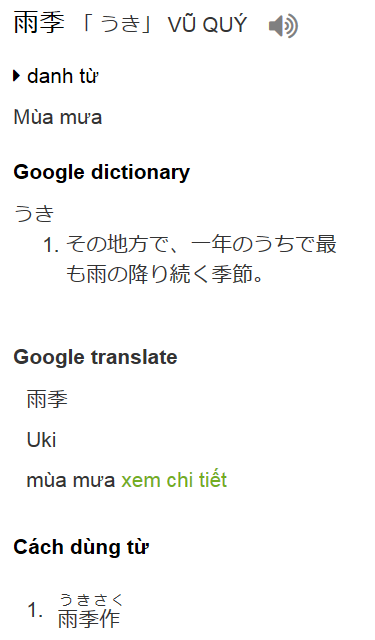 雨季 「うき」 VŨ QUÝ
danh từ
Mùa mưa
Google dictionary
うき
1. その地方で、一年のうちで最
も雨の降り続く季節。
Google translate
雨季
Uki
mùa mưa xem chi tiết
Cách dùng từ
うきさく
1. 雨季作